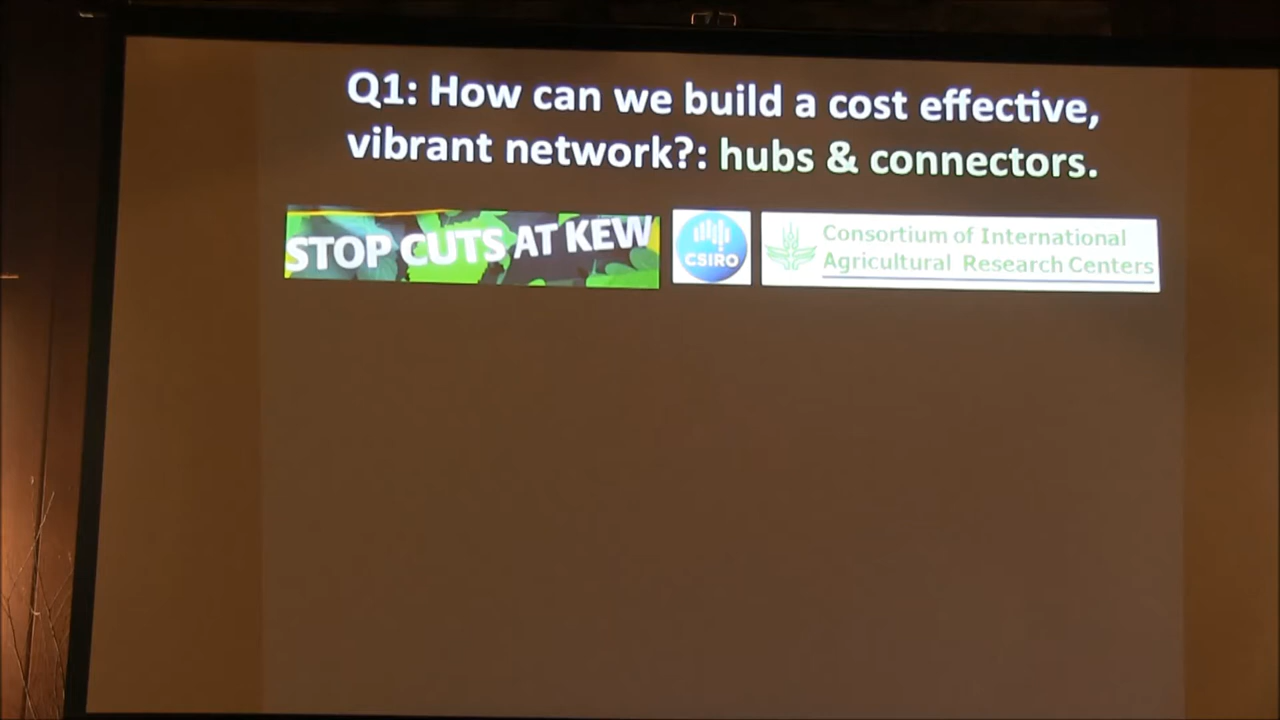 Q1: How can we build a cost effective,
vibrant network?: hubs & connectors.
STOP CUTS AT KEW
CSIRO
Consortium of International
Agricultural Research Centers